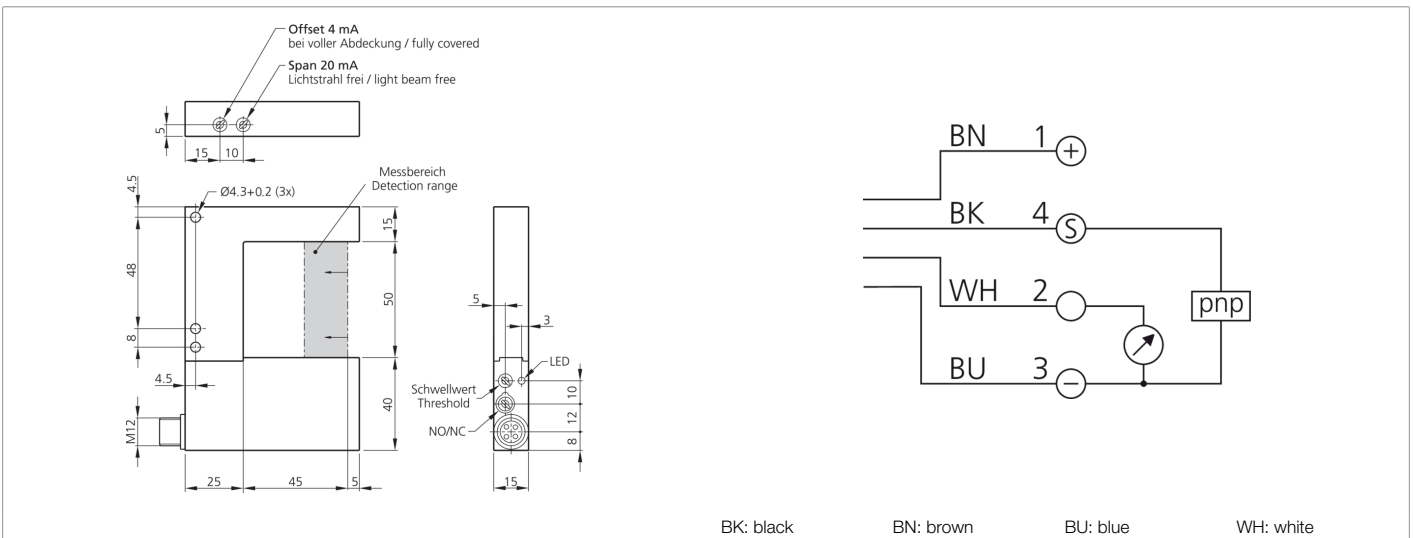 Offset 4 mA
bei voller Abdeckung / fully covered
Span 20 mA
Lichtstrahl frei / light beam free
5
15
10
Messbereich
Detection range
4.5
Ø4.3+0.2 (3x)
15
48
50
8
4.5
40
M12
25
45
5
5
3
LED
Schwellwert
Threshold
NO/NC
10
12
8
15
BN
1
+
BK
4
S
WH
2
pnp
BU
3
−
BK: black BN: brown BU: blue WH: white